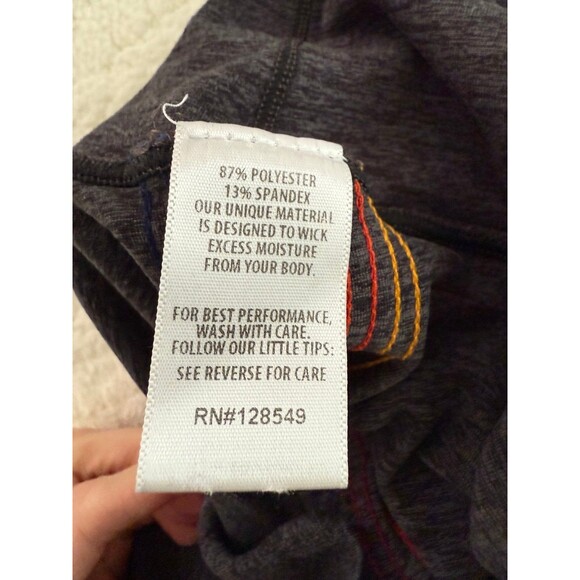 87% POLYESTER
13% SPANDEX
OUR UNIQUE MATERIAL
IS DESIGNED TO WICK
EXCESS MOISTURE
FROM YOUR BODY.
FOR BEST PERFORMANCE,
WASH WITH CARE.
FOLLOW OUR LITTLE TIPS:
SEE REVERSE FOR CARE
RN#128549